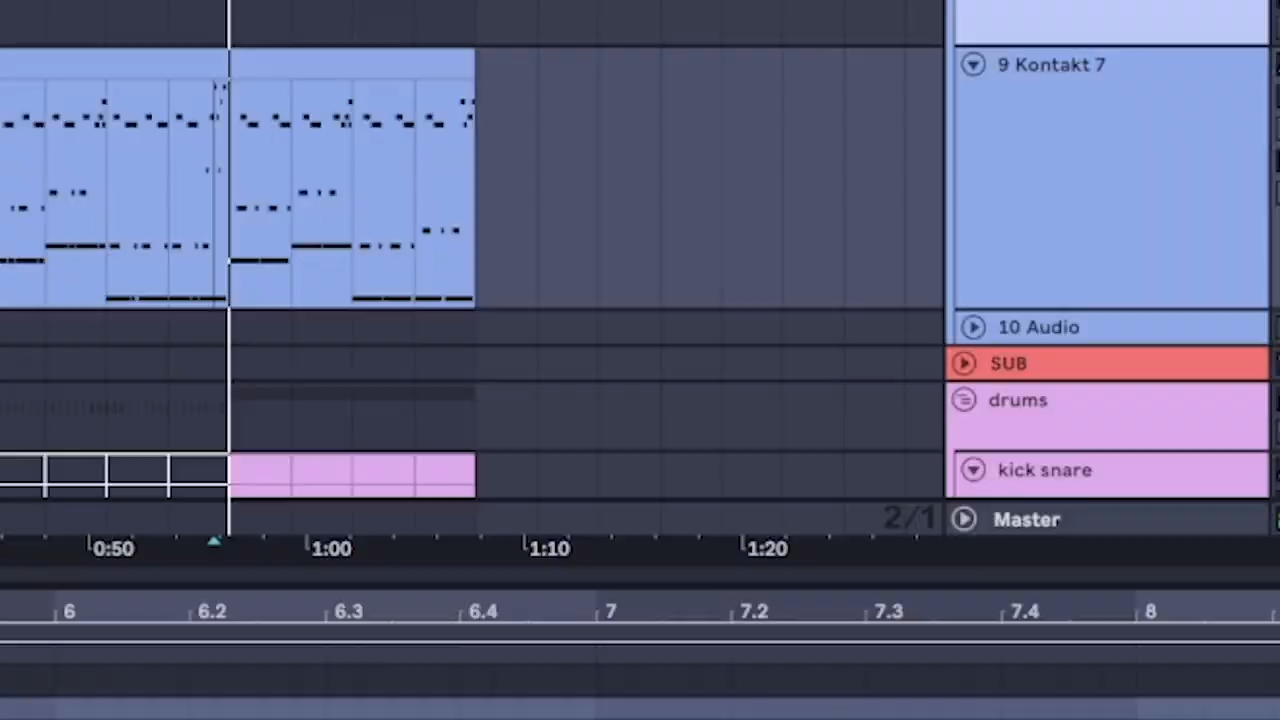 9 Kontakt 7
10 Audio
SUB
drums
kick snare
2/1 Master
0:50 1:00 1:10 1:20
6 6.2 6.3 6.4 7 7.2 7.3 7.4 8